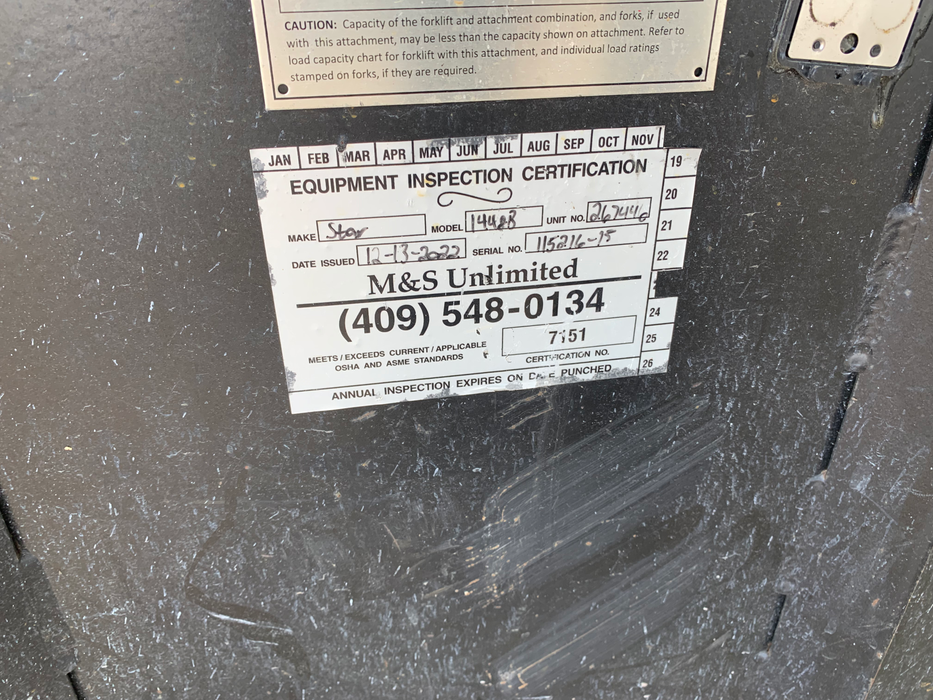 CAUTION: Capacity of the forklift and attachment combination, and forks, if used
with this attachment, may be less than the capacity shown on attachment. Refer to
load capacity chart for forklift with this attachment, and individual load ratings
stamped on forks, if they are required.
JAN FEB MAR APR MAY JUN JUL AUG SEP OCT NOV
19
20
21
22
24
25
26
EQUIPMENT INSPECTION CERTIFICATION
MAKE Star MODEL UNIT NO. 267446
DATE ISSUED 12-13-2022 SERIAL NO. 115216-15
M&S Unlimited
(409) 548-0134
MEETS/EXCEEDS CURRENT/APPLICABLE
OSHA AND ASME STANDARDS
7151
CERTIFICATION NO.
ANNUAL INSPECTION EXPIRES ON DATE PUNCHED